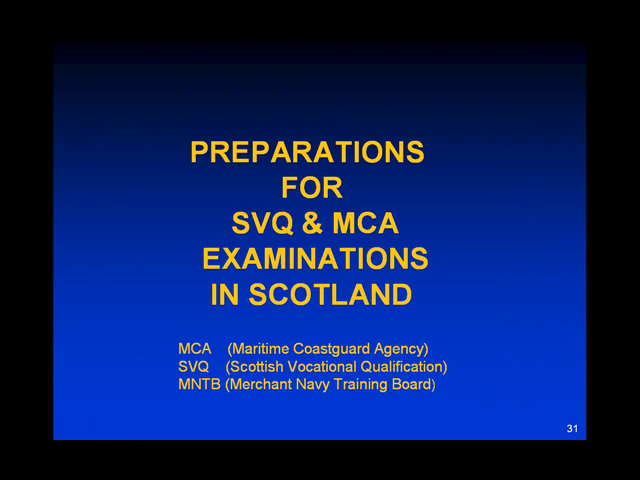 PREPARATIONS
FOR
SVQ & MCA
EXAMINATIONS
IN SCOTLAND
MCA (Maritime Coastguard Agency)
SVQ (Scottish Vocational Qualification)
MNTB (Merchant Navy Training Board)
31